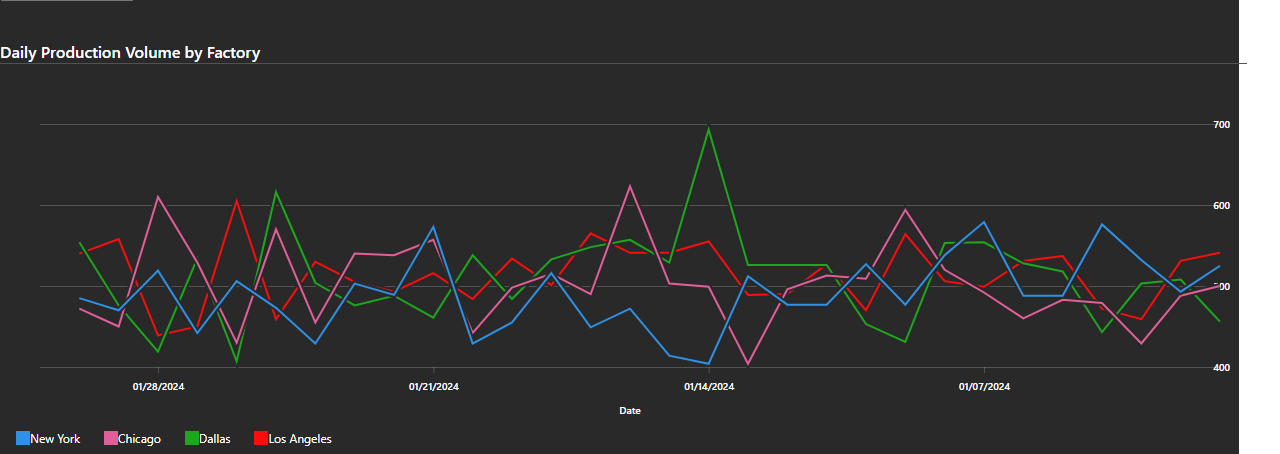 Daily Production Volume by Factory
700
600
500
400
01/28/2024 01/21/2024 01/14/2024 01/07/2024
Date
New York Chicago Dallas Los Angeles